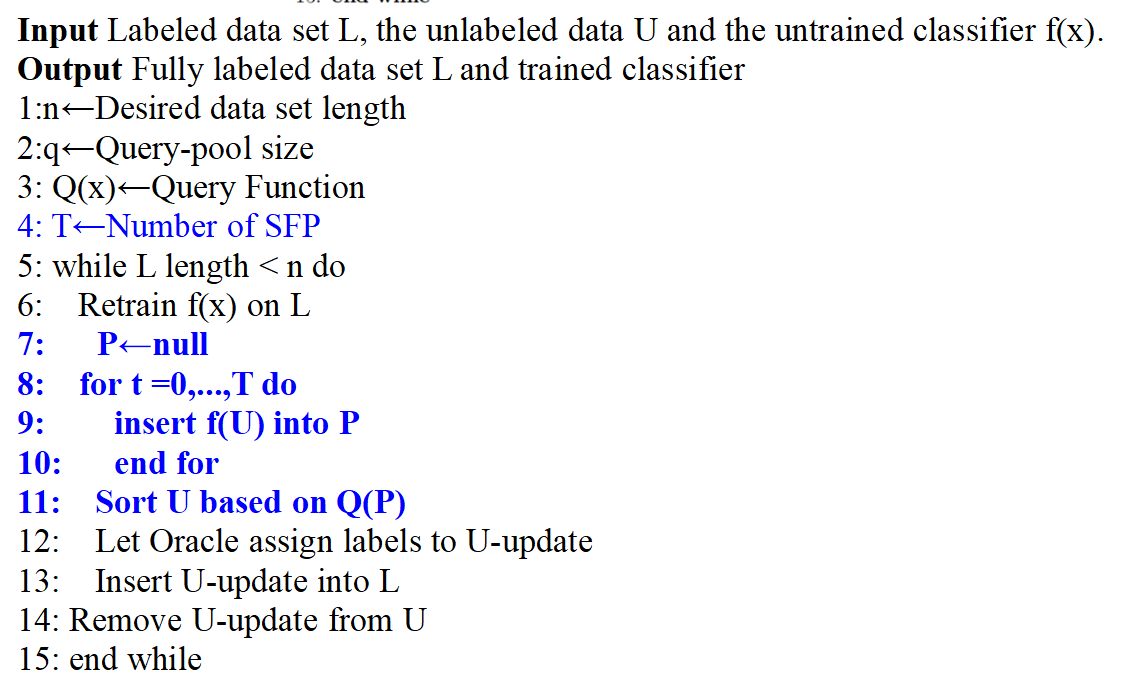 Input Labeled data set L, the unlabeled data U and the untrained classifier f(x).
Output Fully labeled data set L and trained classifier
1:n←Desired data set length
2:q←Query-pool size
3: Q(x)←Query Function
4: T←Number of SFP
5: while L length < n do
6: Retrain f(x) on L
7: P←null
8: for t =0,...,T do
9: insert f(U) into P
10: end for
11: Sort U based on Q(P)
12: Let Oracle assign labels to U-update
13: Insert U-update into L
14: Remove U-update from U
15: end while